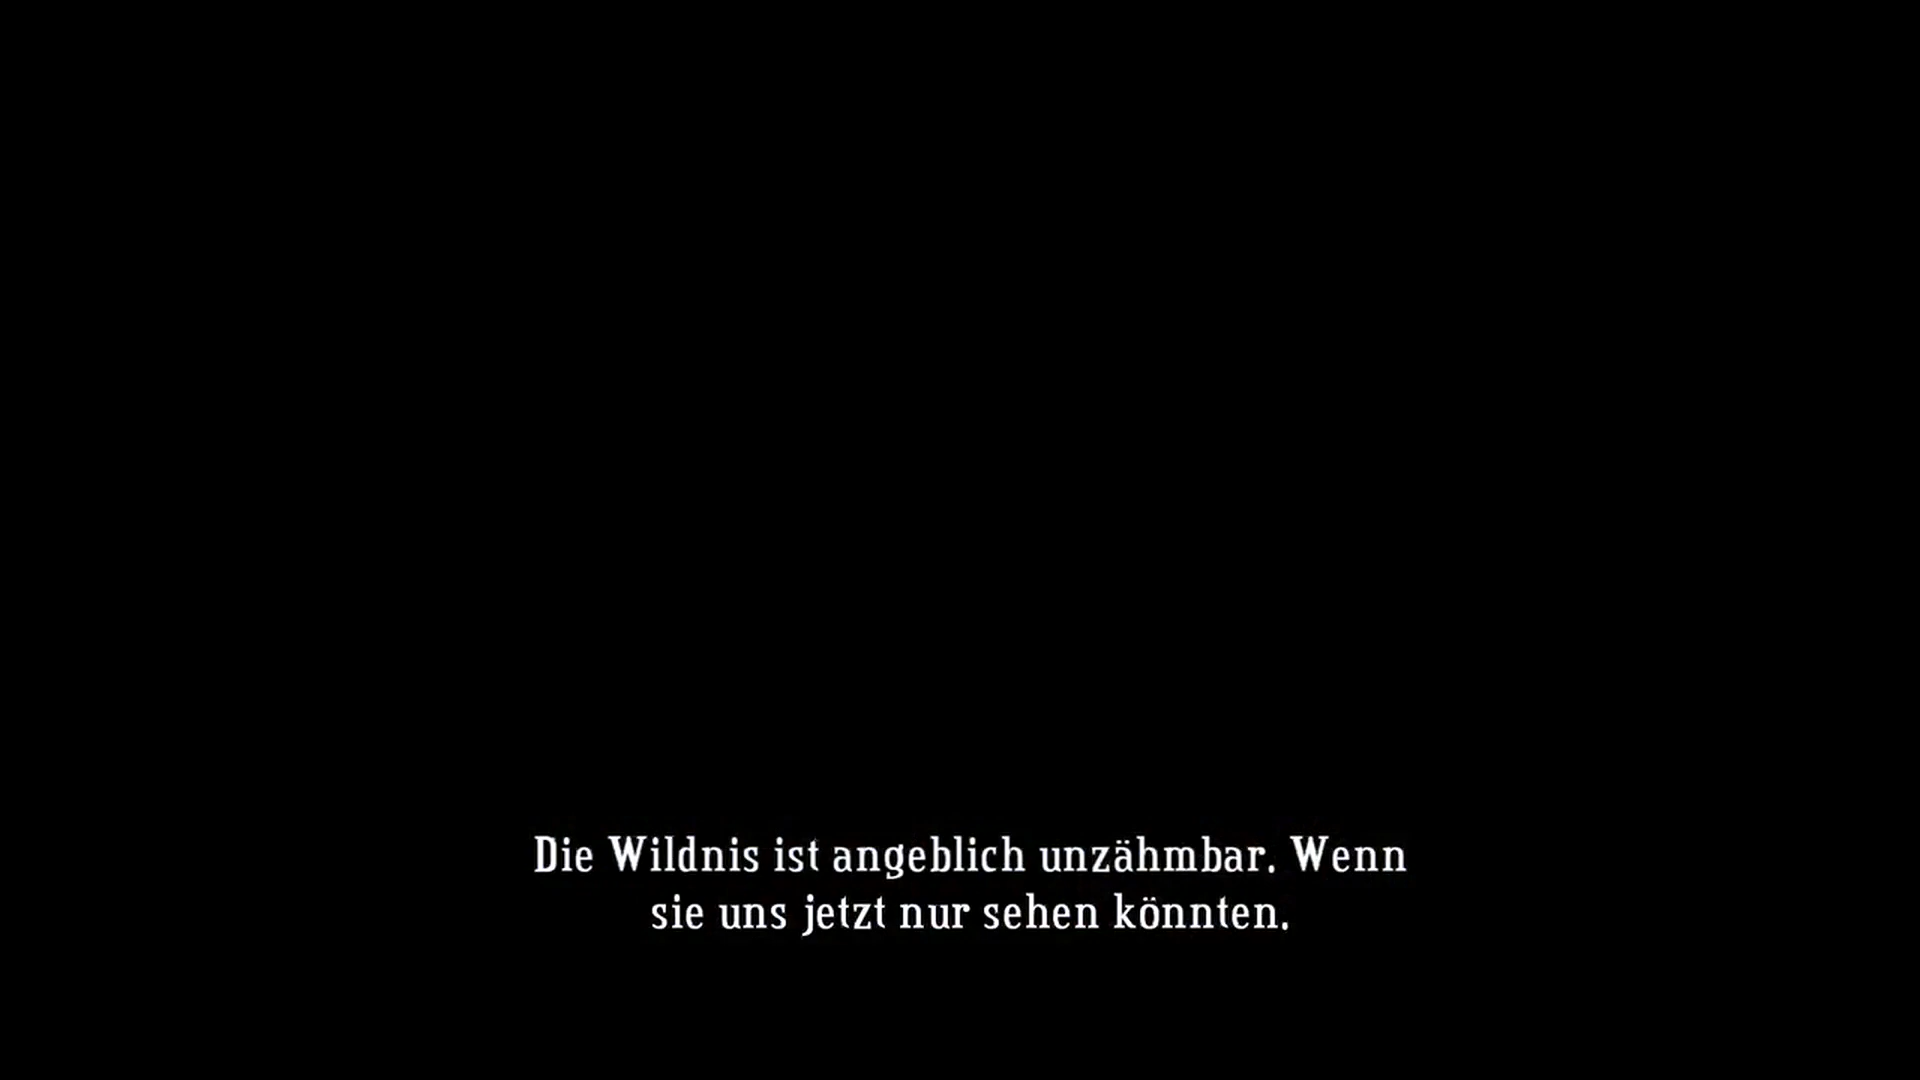 Die Wildnis ist angeblich unzähmbar. Wenn
sie uns jetzt nur sehen könnten.